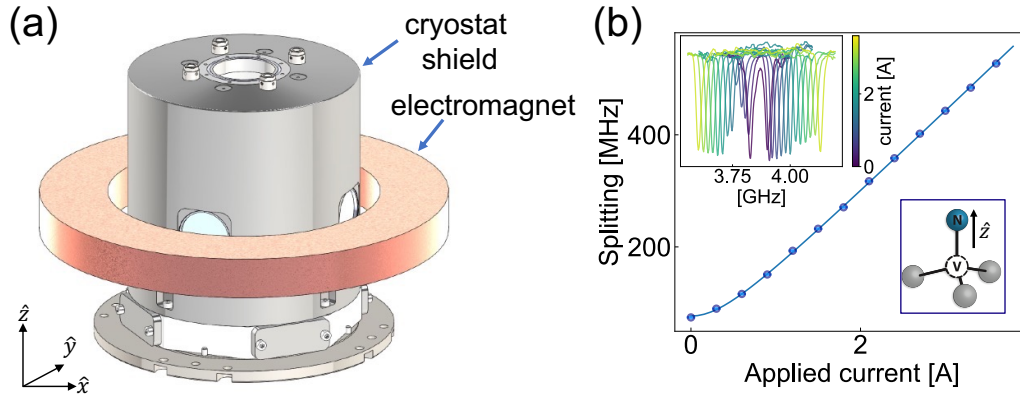 (a)
cryostat
shield
electromagnet
ẑ
ŷ
x̂
(b)
Splitting [MHz]
400
200
0
2
Applied current [A]
3.75
4.00
[GHz]
current [A]
2
0
N
ẑ
V